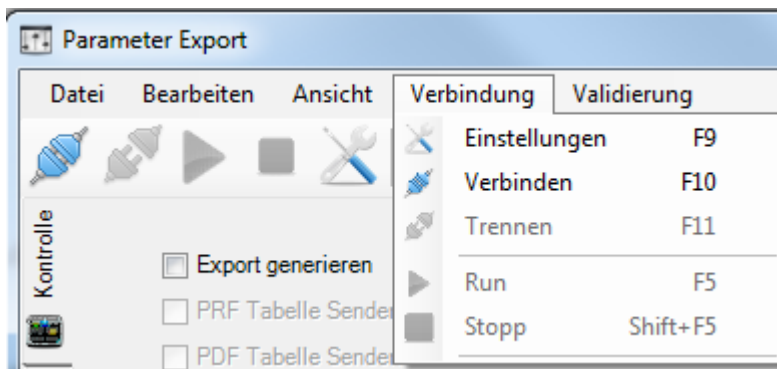 Parameter Export
Datei Bearbeiten Ansicht Verbindung Validierung
Einstellungen F9
Verbinden F10
Trennen F11
Run F5
Stopp Shift+F5
Kontrolle
Export generieren
PRF Tabelle Sender
PDF Tabelle Sender